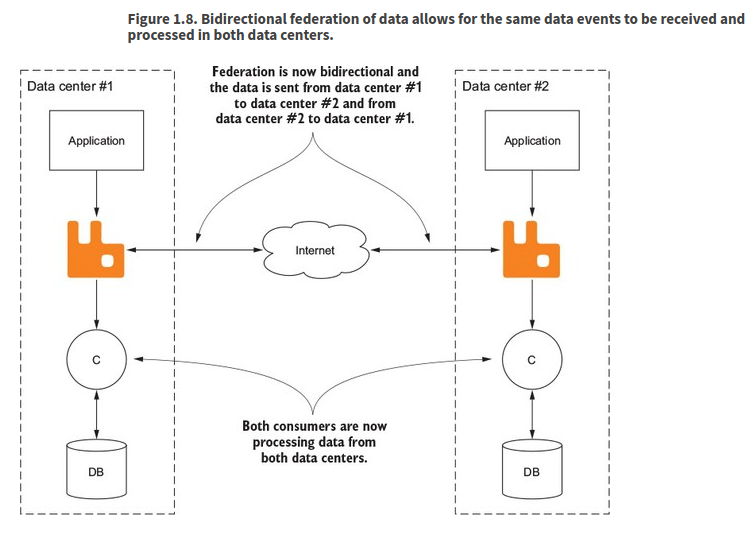 Figure 1.8. Bidirectional federation of data allows for the same data events to be received and
processed in both data centers.
Federation is now bidirectional and
the data is sent from data center #1
to data center #2 and from
data center #2 to data center #1.
Data center #1
Data center #2
Application
Application
Internet
C
C
Both consumers are now
processing data from
both data centers.
DB
DB